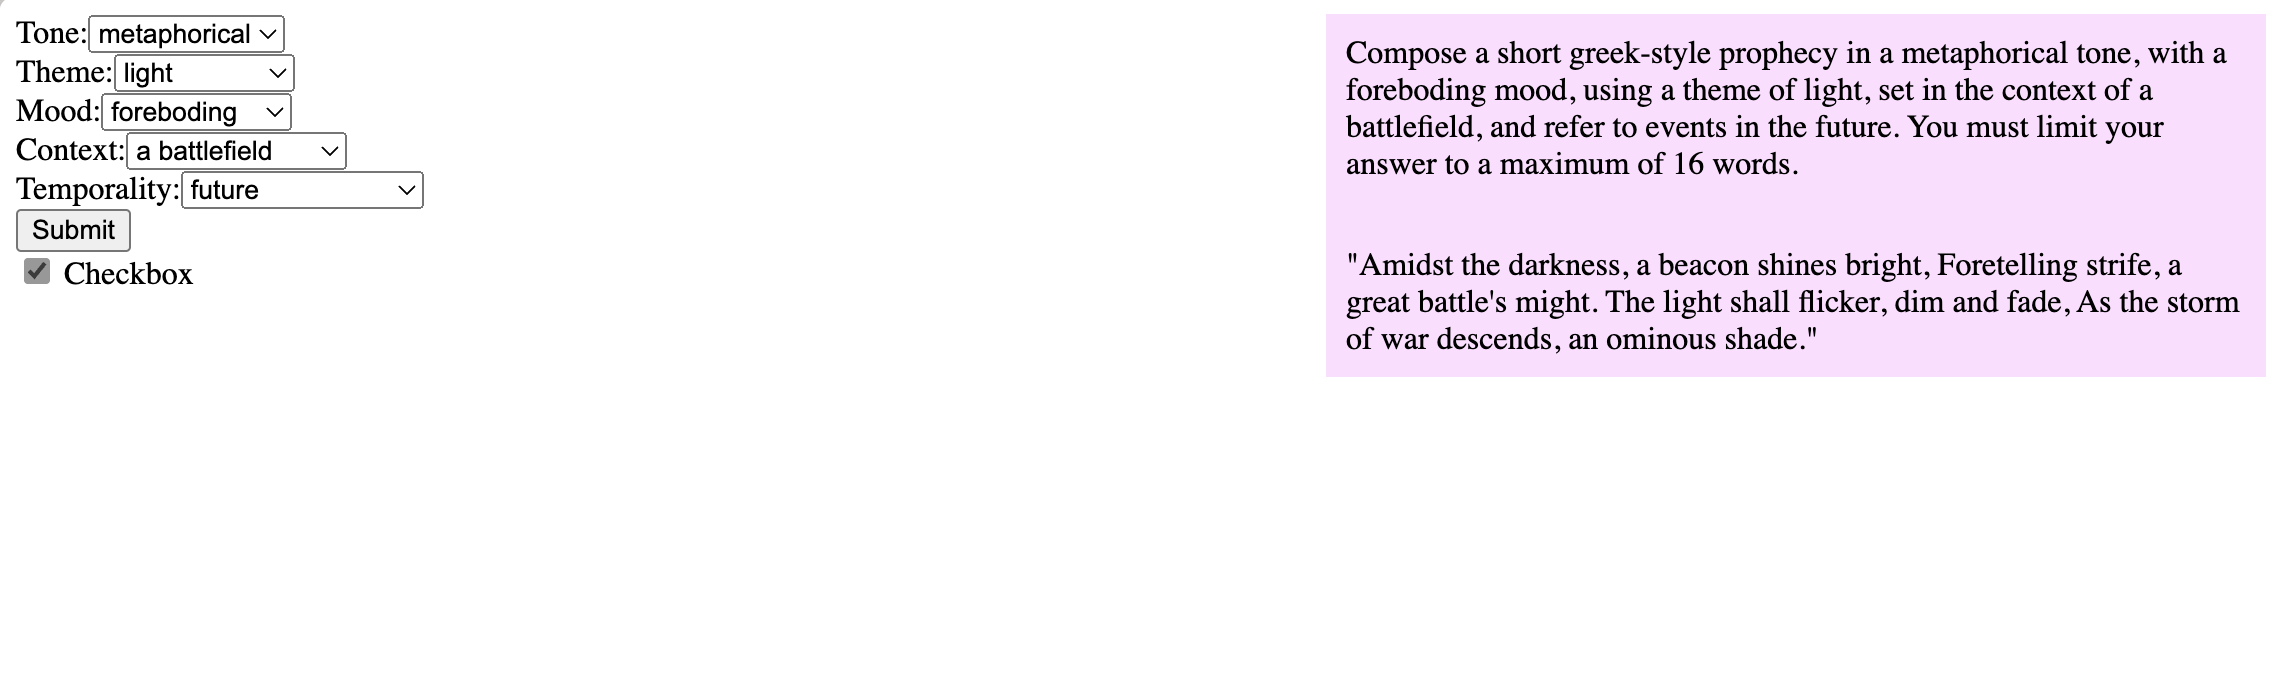 Tone: metaphorical
Theme: light
Mood: foreboding
Context: a battlefield
Temporality: future
Submit
Checkbox
Compose a short greek-style prophecy in a metaphorical tone, with a
foreboding mood, using a theme of light, set in the context of a
battlefield, and refer to events in the future. You must limit your
answer to a maximum of 16 words.
"Amidst the darkness, a beacon shines bright, Foretelling strife, a
great battle's might. The light shall flicker, dim and fade, As the storm
of war descends, an ominous shade."